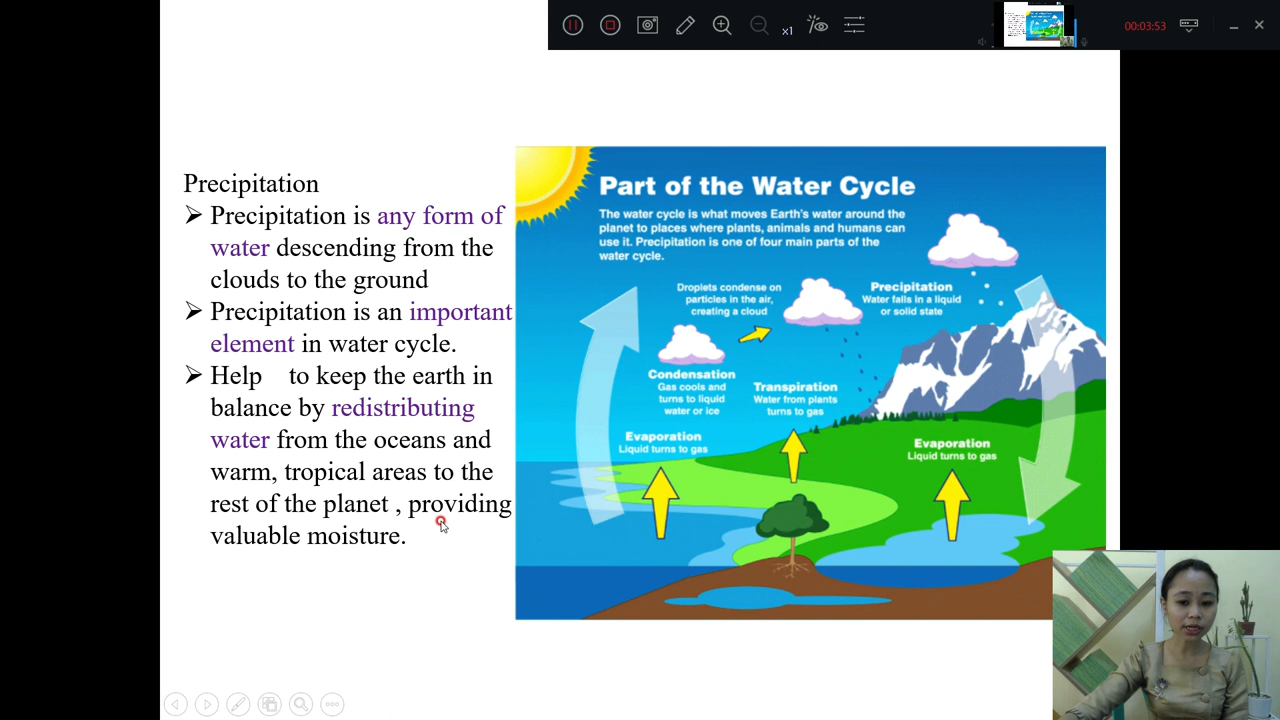 x1
00:03:53
Precipitation
➢ Precipitation is any form of
water descending from the
clouds to the ground
➢ Precipitation is an important
element in water cycle.
➢ Help to keep the earth in
balance by redistributing
water from the oceans and
warm, tropical areas to the
rest of the planet , providing
valuable moisture.
Part of the Water Cycle
The water cycle is what moves Earth's water around the
planet to places where plants, animals and humans can
use it. Precipitation is one of four main parts of the
water cycle.
Droplets condense on
particles in the air,
creating a cloud
Precipitation
Water falls in a liquid
or solid state
Condensation
Gas cools and
turns to liquid
water or ice
Transpiration
Water from plants
turns to gas
Evaporation
Liquid turns to gas
Evaporation
Liquid turns to gas